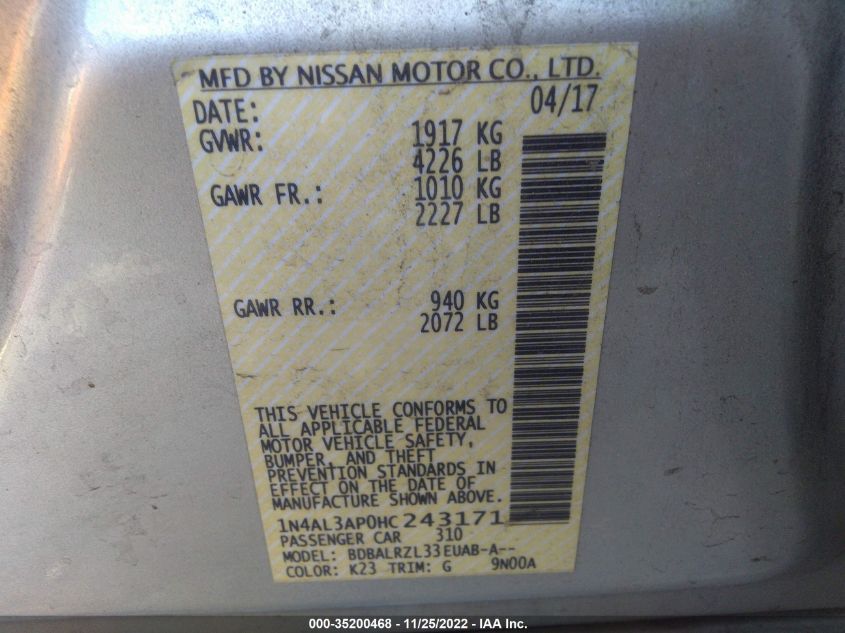 MFD BY NISSAN MOTOR CO., LTD.
DATE: 04/17
GVWR: 1917 KG
4226 LB
GAWR FR.: 1010 KG
2227 LB
GAWR RR.: 940 KG
2072 LB
THIS VEHICLE CONFORMS TO
ALL APPLICABLE FEDERAL
MOTOR VEHICLE SAFETY,
BUMPER, AND THEFT
PREVENTION STANDARDS IN
EFFECT ON THE DATE OF
MANUFACTURE SHOWN ABOVE.
1N4AL3AP0HC243171
PASSENGER CAR 310
MODEL: BDBALRZL33EUAB-A--
COLOR: K23 TRIM: G 9N00A
000-35200468 - 11/25/2022 - IAA Inc.